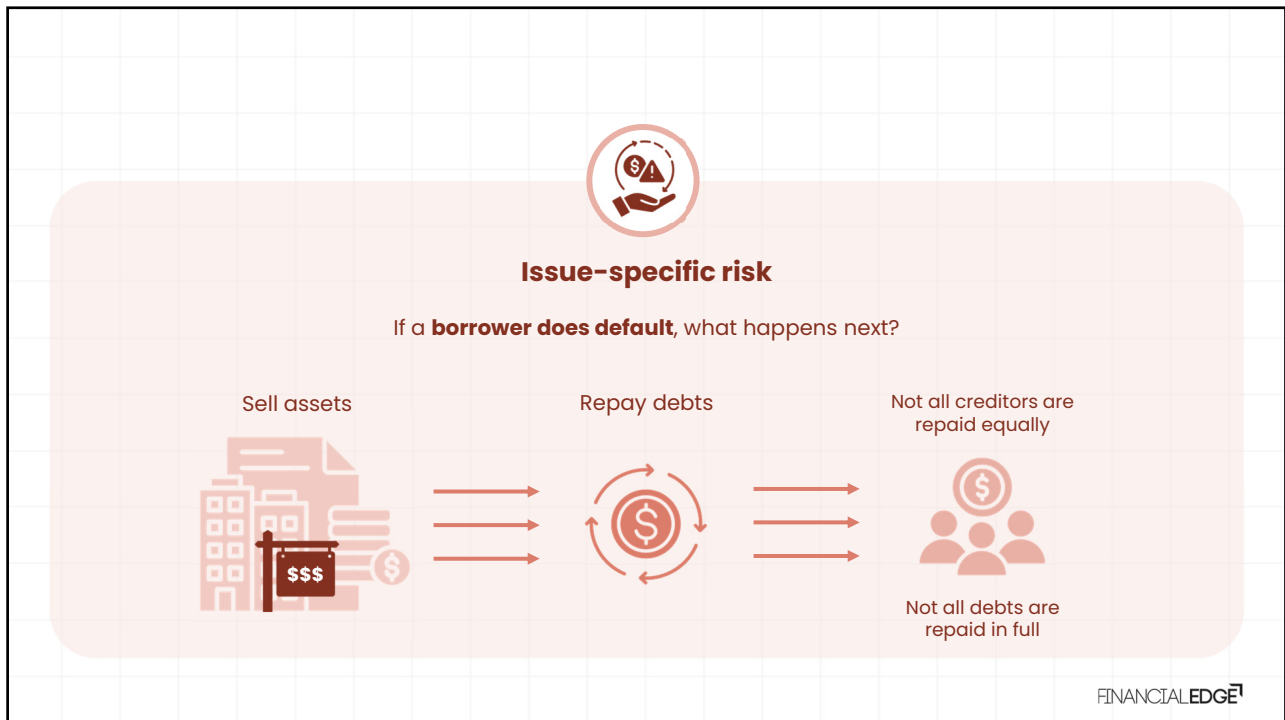 $
Issue-specific risk
If a borrower does default, what happens next?
Sell assets
Repay debts
Not all creditors are
repaid equally
$$$
$
$
$
Not all debts are
repaid in full
FINANCIALEDGE